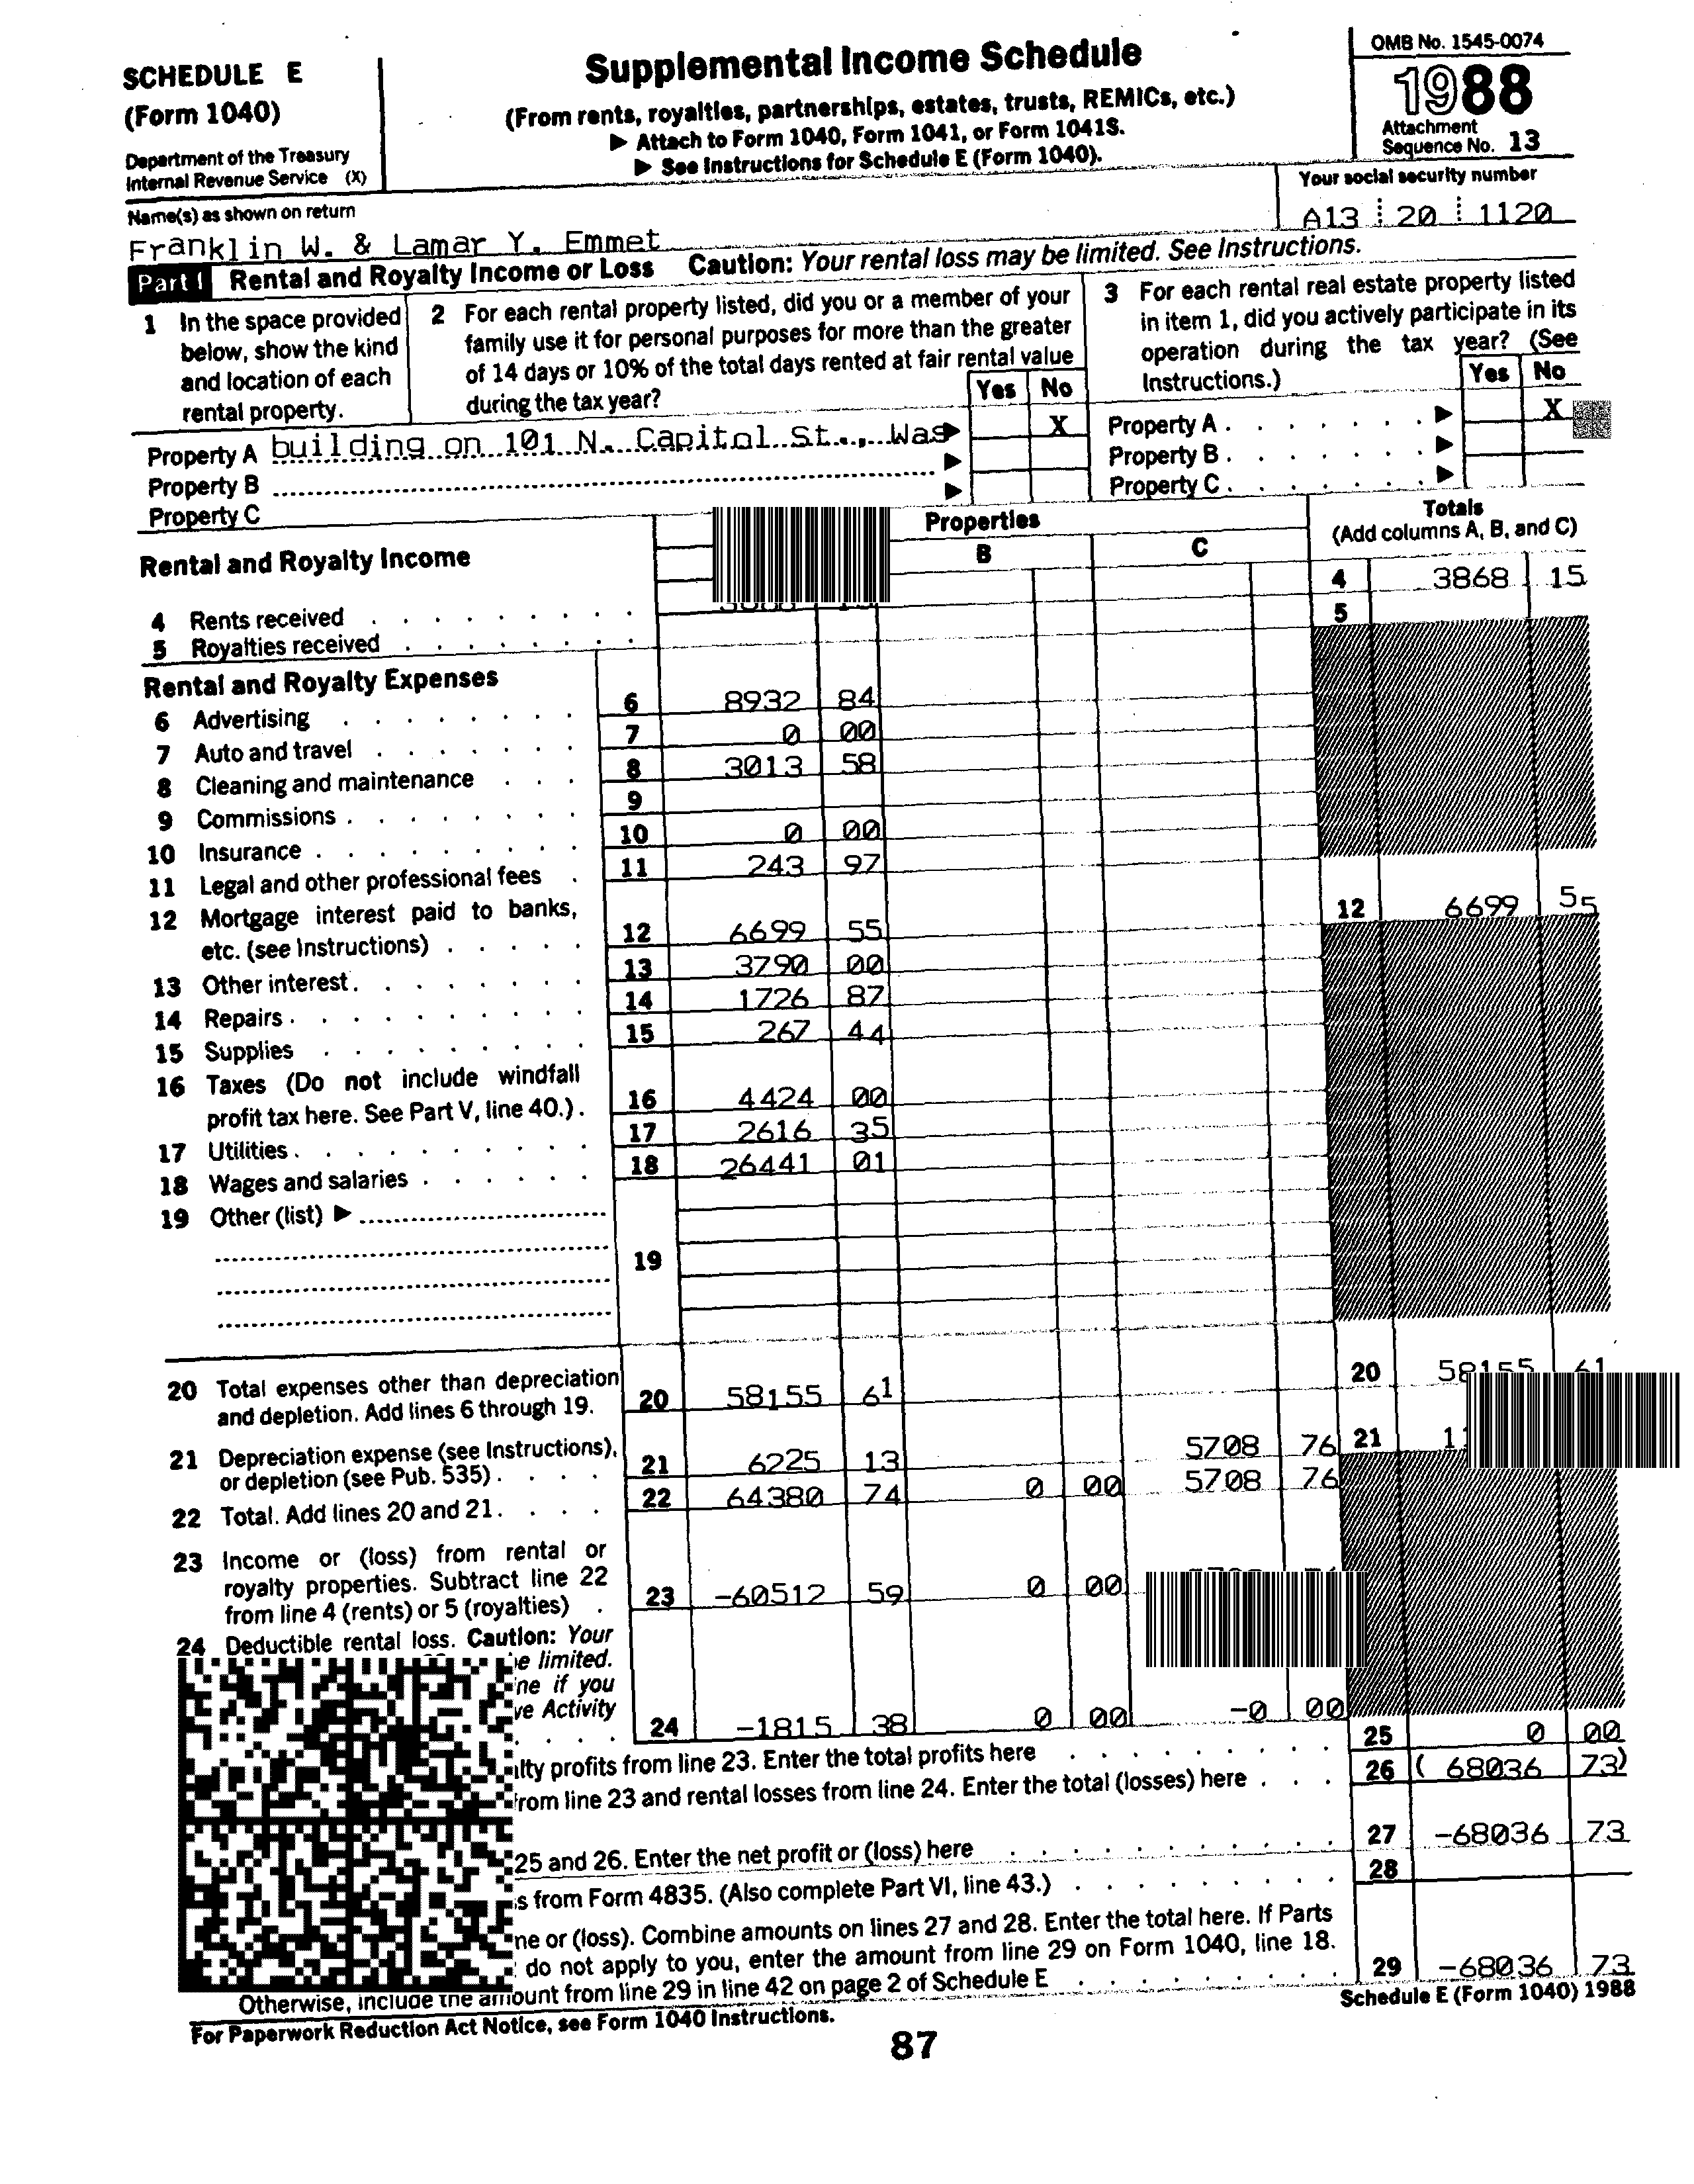 SCHEDULE E
(Form 1040)
Department of the Treasury
Internal Revenue Service (X)
Supplemental Income Schedule
(From rents, royalties, partnerships, estates, trusts, REMICs, etc.)
▶ Attach to Form 1040, Form 1041, or Form 1041S.
▶ See Instructions for Schedule E (Form 1040).
OMB No. 1545-0074
1988
Attachment
Sequence No. 13
Name(s) as shown on return
Your social security number
Franklin W. & Lamar Y. Emmet
A13 20 1120
Part I Rental and Royalty Income or Loss Caution: Your rental loss may be limited. See Instructions.
1 In the space provided
below, show the kind
and location of each
rental property.
2 For each rental property listed, did you or a member of your
family use it for personal purposes for more than the greater
of 14 days or 10% of the total days rented at fair rental value
during the tax year?
Yes No
3 For each rental real estate property listed
in item 1, did you actively participate in its
operation during the tax year? (See
Instructions.)
Yes No
Property A building on 101 N. Capitol St., Was ▶ X
Property B ▶
Property C ▶
Property A . . . . . . . ▶ X
Property B . . . . . . . ▶
Property C . . . . . . . ▶
Rental and Royalty Income
Properties
B C
Totals
(Add columns A, B, and C)
4 Rents received . . . . . . . . 4 3868 15
5 Royalties received . . . . . . . . 5
Rental and Royalty Expenses
6 Advertising . . . . . . . . 6 8932 84
7 Auto and travel . . . . . . . 7 0 00
8 Cleaning and maintenance . . . 8 3013 58
9 Commissions . . . . . . . . 9
10 Insurance . . . . . . . . . 10 0 00
11 Legal and other professional fees . 11 243 97
12 Mortgage interest paid to banks,
etc. (see Instructions) . . . . . 12 6699 55 12 6699 55
13 Other interest . . . . . . . . 13 3790 00
14 Repairs . . . . . . . . . . 14 1726 87
15 Supplies . . . . . . . . . 15 267 44
16 Taxes (Do not include windfall
profit tax here. See Part V, line 40.) . 16 4424 00
17 Utilities . . . . . . . . . . 17 2616 35
18 Wages and salaries . . . . . . 18 26441 01
19 Other (list) ▶
19
20 Total expenses other than depreciation
and depletion. Add lines 6 through 19. 20 58155 61 20 58155 61
21 Depreciation expense (see Instructions),
or depletion (see Pub. 535) . . . . 21 6225 13 5708 76 21
22 Total. Add lines 20 and 21 . . . . 22 64380 74 0 00 5708 76
23 Income or (loss) from rental or
royalty properties. Subtract line 22
from line 4 (rents) or 5 (royalties) . 23 -60512 59 0 00
24 Deductible rental loss. Caution: Your
be limited.
if you
Activity
. . . . 24 -1815 38 0 00 -0 00
profits from line 23. Enter the total profits here . . . . . . . . . 25 0 00
from line 23 and rental losses from line 24. Enter the total (losses) here . . . 26 ( 68036 73)
25 and 26. Enter the net profit or (loss) here . . . . . . . . . . 27 -68036 73
from Form 4835. (Also complete Part VI, line 43.) . . . . . . . . . 28
or (loss). Combine amounts on lines 27 and 28. Enter the total here. If Parts
do not apply to you, enter the amount from line 29 on Form 1040, line 18.
Otherwise, include the amount from line 29 in line 42 on page 2 of Schedule E . . . . . . . . . 29 -68036 73
For Paperwork Reduction Act Notice, see Form 1040 Instructions.
Schedule E (Form 1040) 1988
87